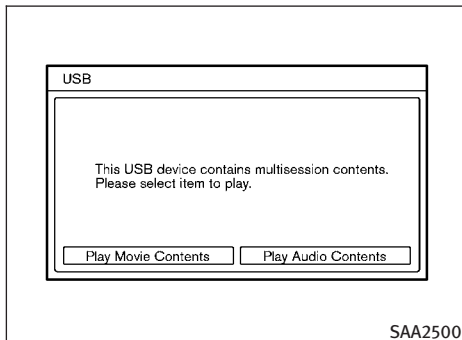 USB
This USB device contains multisession contents.
Please select item to play.
Play Movie Contents
Play Audio Contents
SAA2500